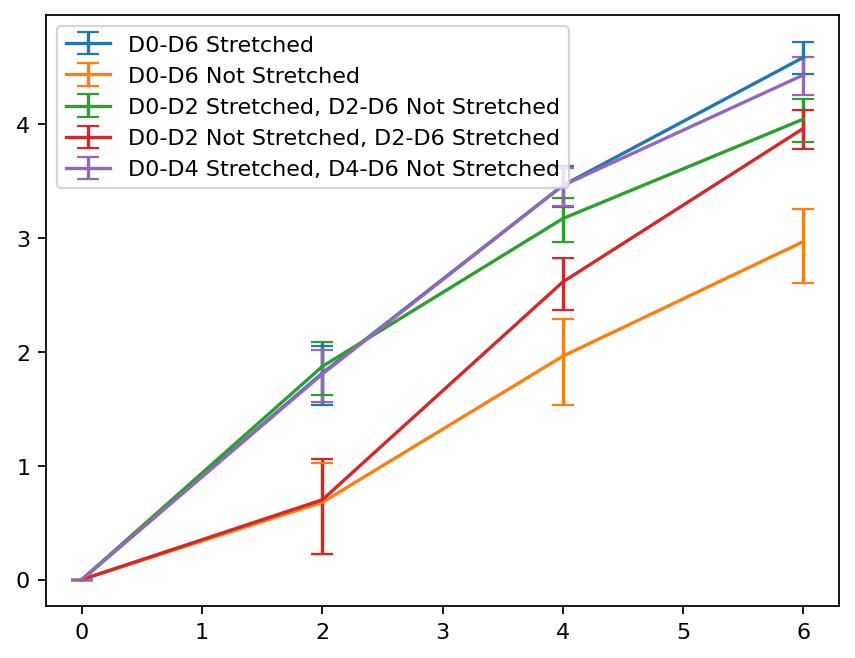 D0-D6 Stretched
D0-D6 Not Stretched
D0-D2 Stretched, D2-D6 Not Stretched
D0-D2 Not Stretched, D2-D6 Stretched
D0-D4 Stretched, D4-D6 Not Stretched
4
3
2
1
0
0 1 2 3 4 5 6